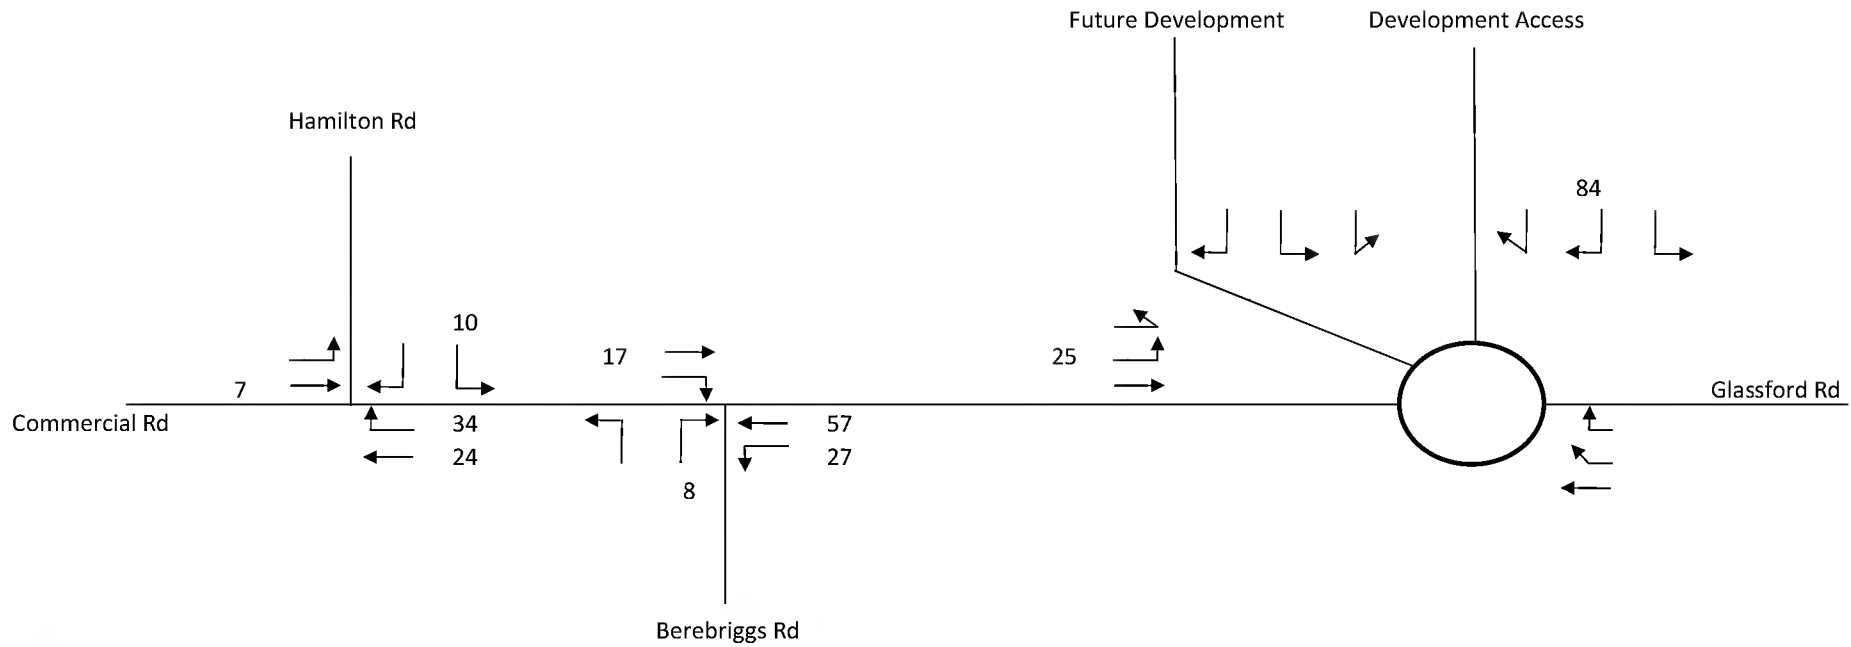 Future Development
Development Access
Hamilton Rd
84
10
17
25
7
Glassford Rd
Commercial Rd
34
57
24
27
8
Berebriggs Rd